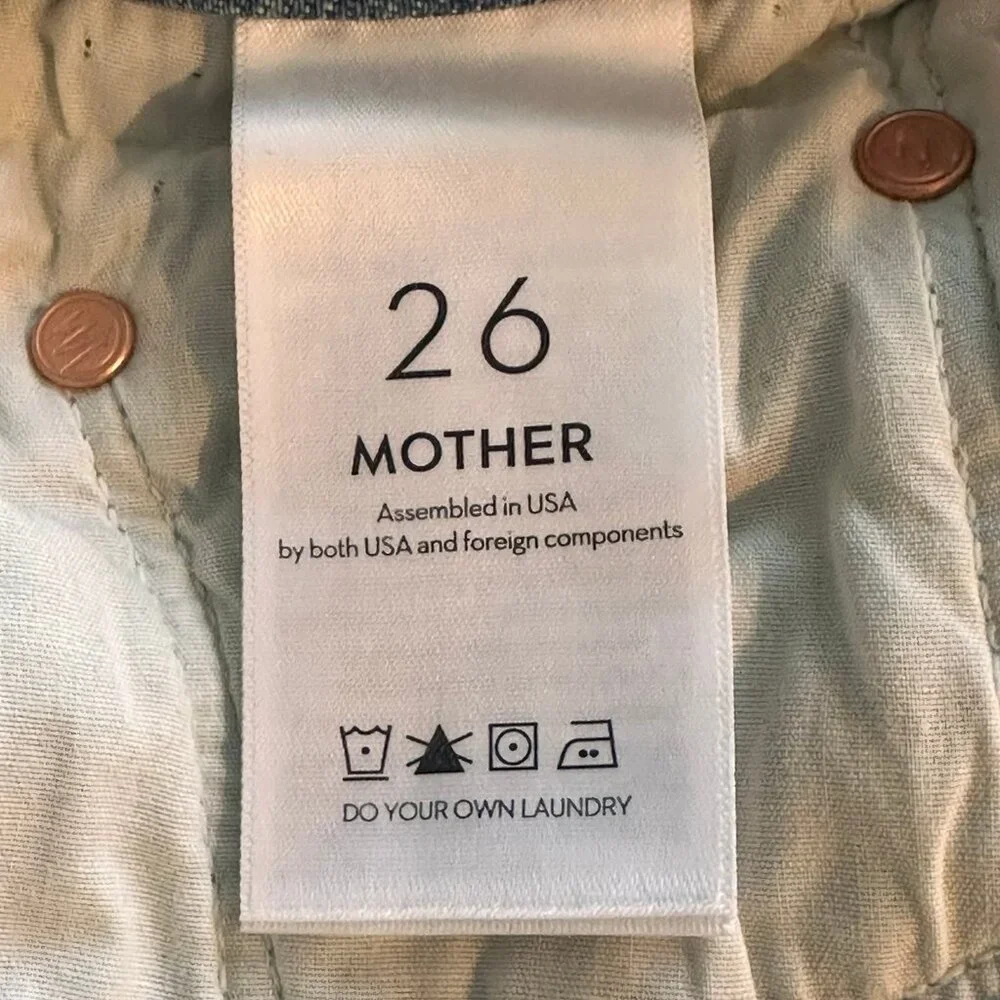 26
MOTHER
Assembled in USA
by both USA and foreign components
DO YOUR OWN LAUNDRY